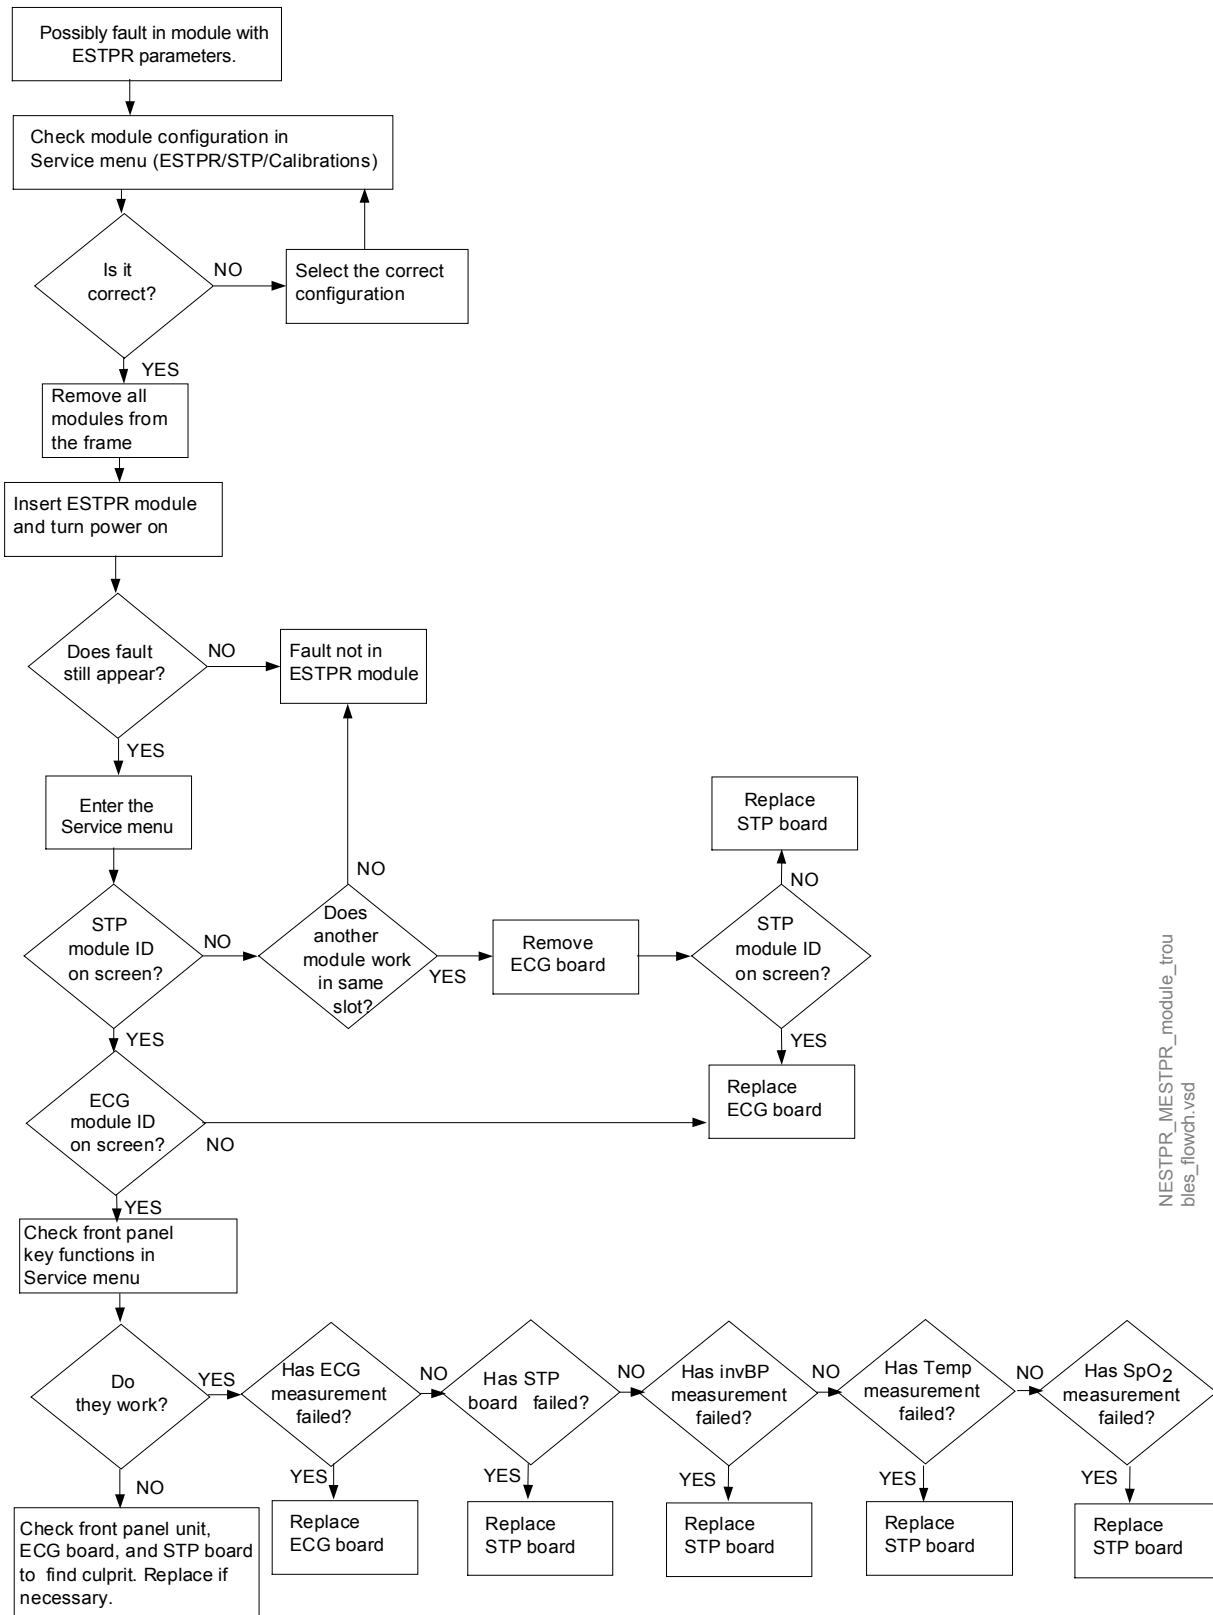 Possibly fault in module with
ESTPR parameters.
Check module configuration in
Service menu (ESTPR/STP/Calibrations)
Is it
correct?
NO
Select the correct
configuration
YES
Remove all
modules from
the frame
Insert ESTPR module
and turn power on
Does fault
still appear?
NO
Fault not in
ESTPR module
YES
Enter the
Service menu
NO
Replace
STP board
NO
STP
module ID
on screen?
NO
Does
another
module work
in same
slot?
YES
Remove
ECG board
STP
module ID
on screen?
YES
YES
ECG
module ID
on screen?
NO
Replace
ECG board
YES
Check front panel
key functions in
Service menu
Do
they work?
YES
Has ECG
measurement
failed?
NO
Has STP
board failed?
NO
Has invBP
measurement
failed?
NO
Has Temp
measurement
failed?
NO
Has SpO2
measurement
failed?
NO
YES
YES
YES
YES
YES
Check front panel unit,
ECG board, and STP board
to find culprit. Replace if
necessary.
Replace
ECG board
Replace
STP board
Replace
STP board
Replace
STP board
Replace
STP board
NESTPR_MESTPR_module_trou
bles_flowch.vsd